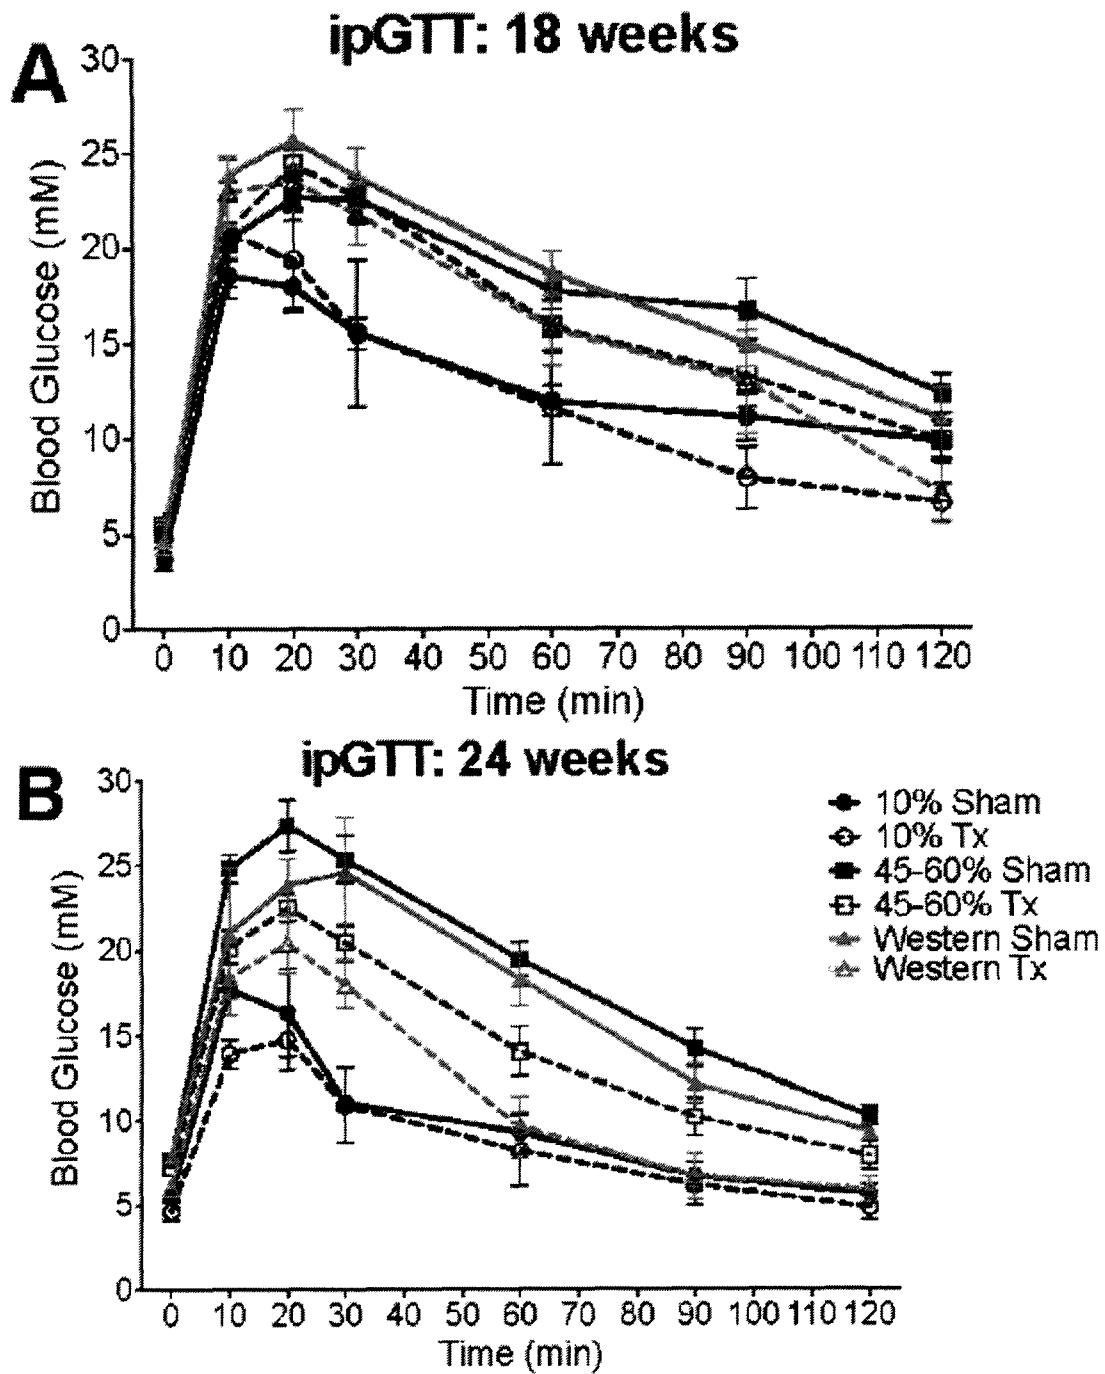 ipGTT: 18 weeks
A
30
25
20
15
10
5
0
Blood Glucose (mM)
0 10 20 30 40 50 60 70 80 90 100 110 120
Time (min)
ipGTT: 24 weeks
B
30
25
20
15
10
5
0
Blood Glucose (mM)
10% Sham
10% Tx
45-60% Sham
45-60% Tx
Western Sham
Western Tx
0 10 20 30 40 50 60 70 80 90 100 110 120
Time (min)